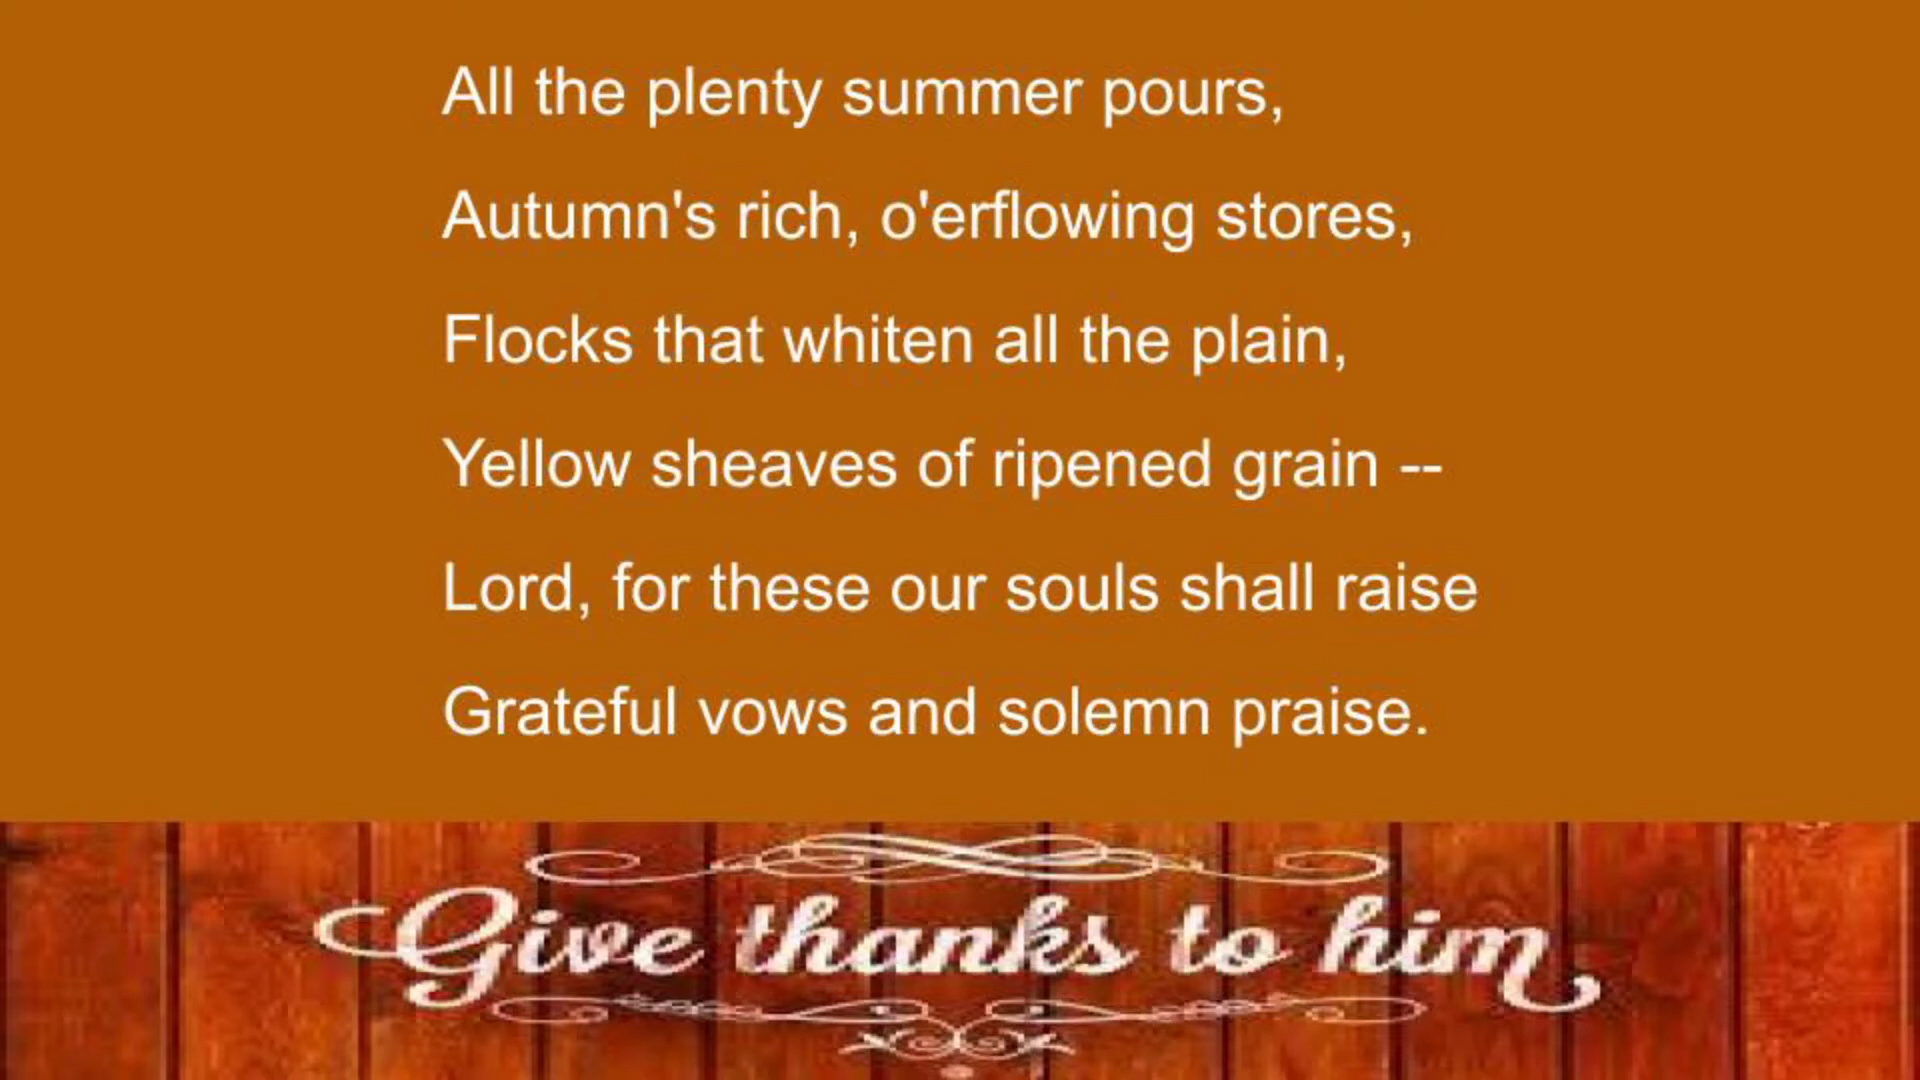 All the plenty summer pours,
Autumn's rich, o'erflowing stores,
Flocks that whiten all the plain,
Yellow sheaves of ripened grain --
Lord, for these our souls shall raise
Grateful vows and solemn praise.
Give thanks to him